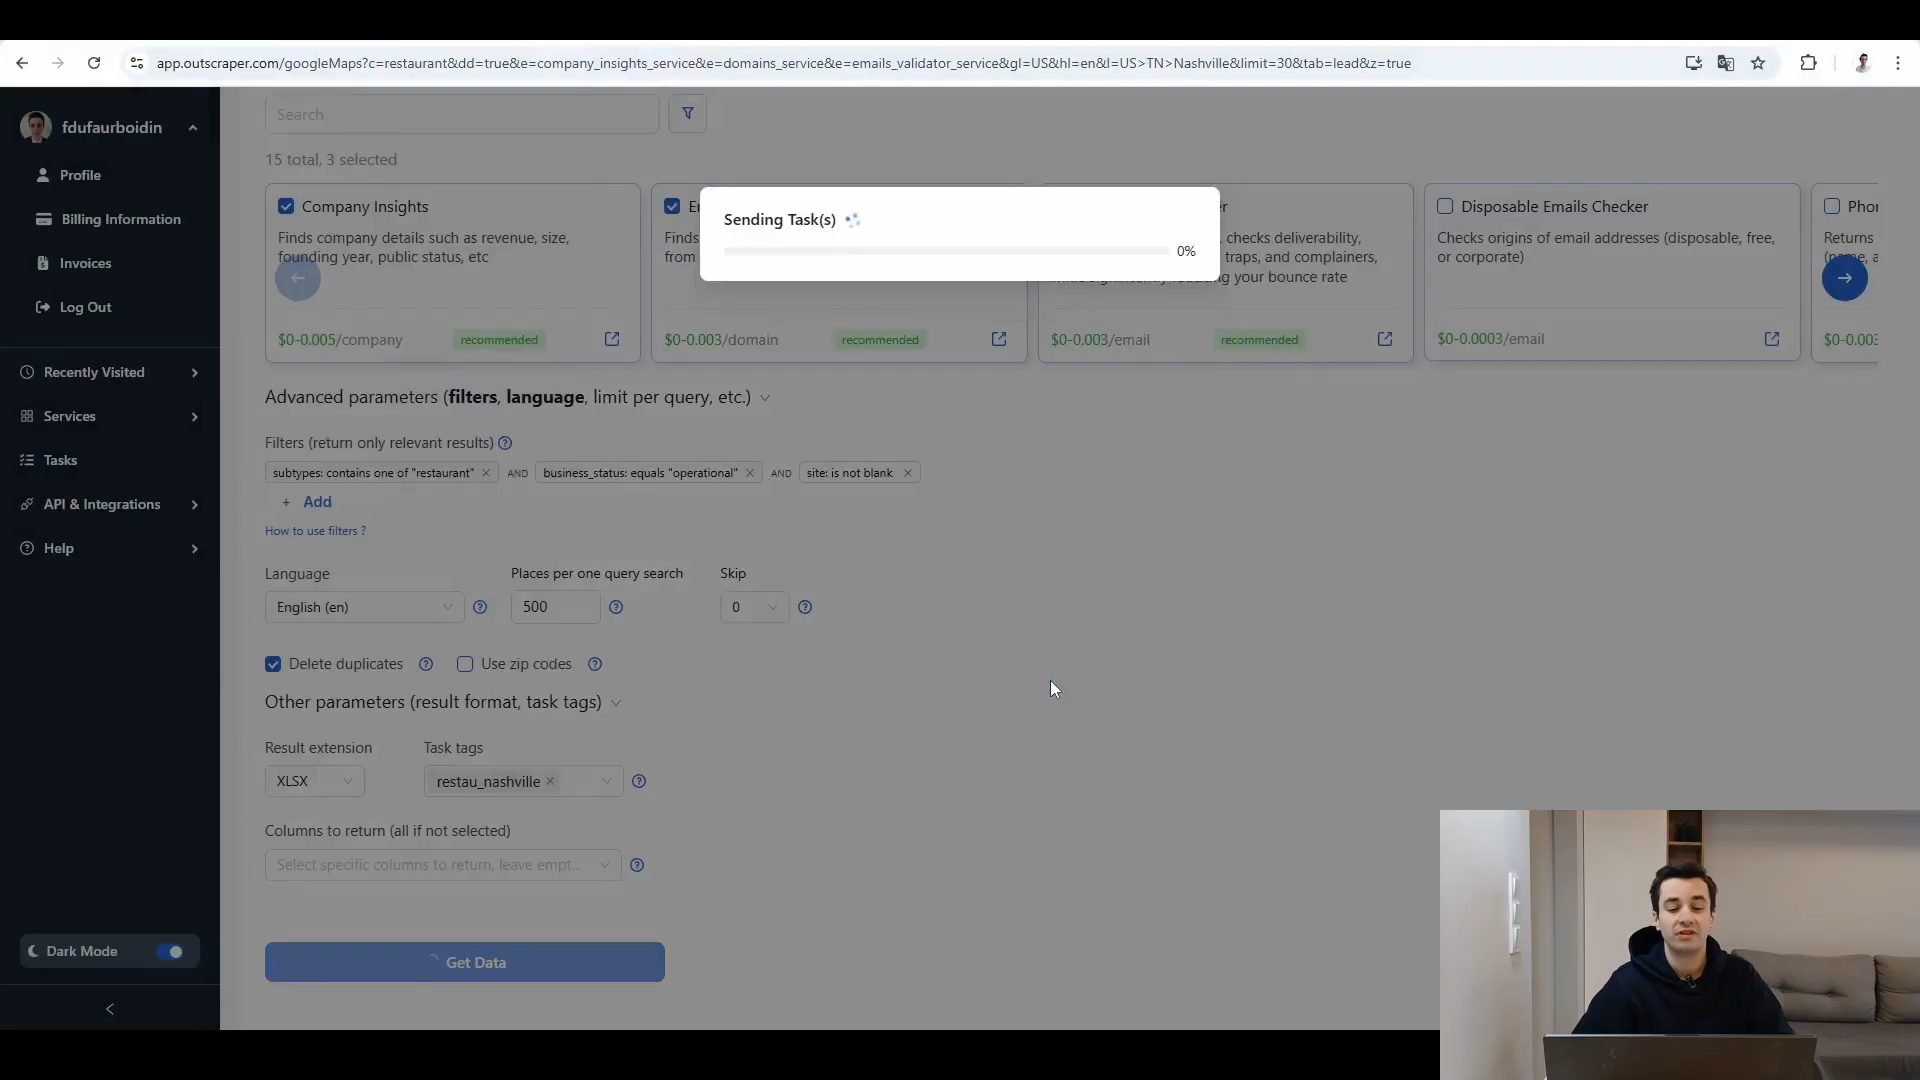 app.outscraper.com/googleMaps?c=restaurant&dd=true&e=company_insights_service&e=domains_service&e=emails_validator_service&gl=US&hl=en&l=US>TN>Nashville&limit=30&tab=lead&z=true
fdufaurboidin
Profile
Billing Information
Invoices
Log Out
Recently Visited
Services
Tasks
API & Integrations
Help
Dark Mode
Search
15 total, 3 selected
Company Insights
Finds company details such as revenue, size,
founding year, public status, etc
$0-0.005/company
recommended
Finds
from
$0-0.003/domain
recommended
checks deliverability,
traps, and complainers,
your bounce rate
$0-0.003/email
recommended
Disposable Emails Checker
Checks origins of email addresses (disposable, free,
or corporate)
$0-0.0003/email
Returns
Sending Task(s)
0%
Advanced parameters (filters, language, limit per query, etc.)
Filters (return only relevant results)
subtypes: contains one of "restaurant" AND business_status: equals "operational" AND site: is not blank
+ Add
How to use filters ?
Language
Places per one query search
Skip
English (en)
500
0
Delete duplicates
Use zip codes
Other parameters (result format, task tags)
Result extension
Task tags
XLSX
restau_nashville
Columns to return (all if not selected)
Select specific columns to return, leave empt...
Get Data